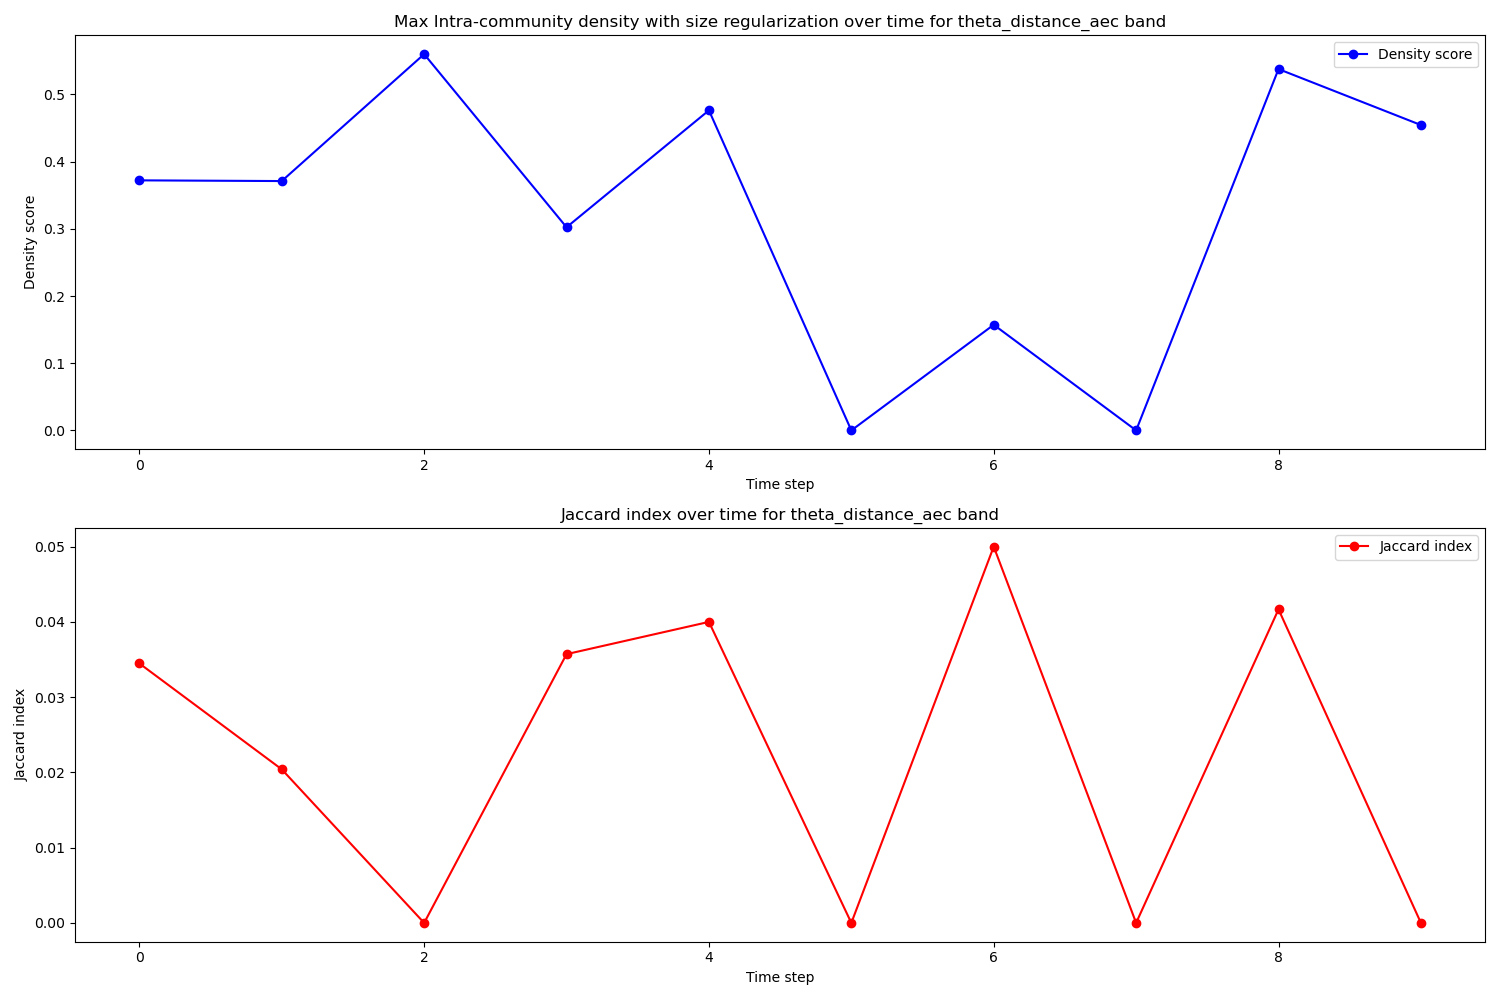 Max Intra-community density with size regularization over time for theta_distance_aec band
Density score
0.5
0.4
0.3
0.2
0.1
0.0
Density score
0 2 4 6 8
Time step
Jaccard index over time for theta_distance_aec band
Jaccard index
0.05
0.04
0.03
0.02
0.01
0.00
Jaccard index
0 2 4 6 8
Time step